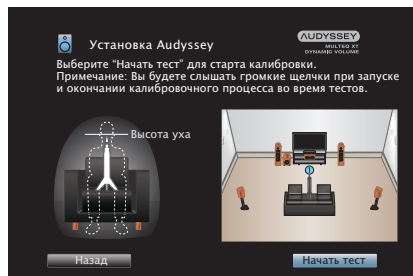 Установка Audyssey
AUDYSSEY
MULTEQ XT
DYNAMIC VOLUME
Выберите “Начать тест” для старта калибровки.
Примечание: Вы будете слышать громкие щелчки при запуске
и окончании калибровочного процесса во время тестов.
Высота уха
Назад
Начать тест